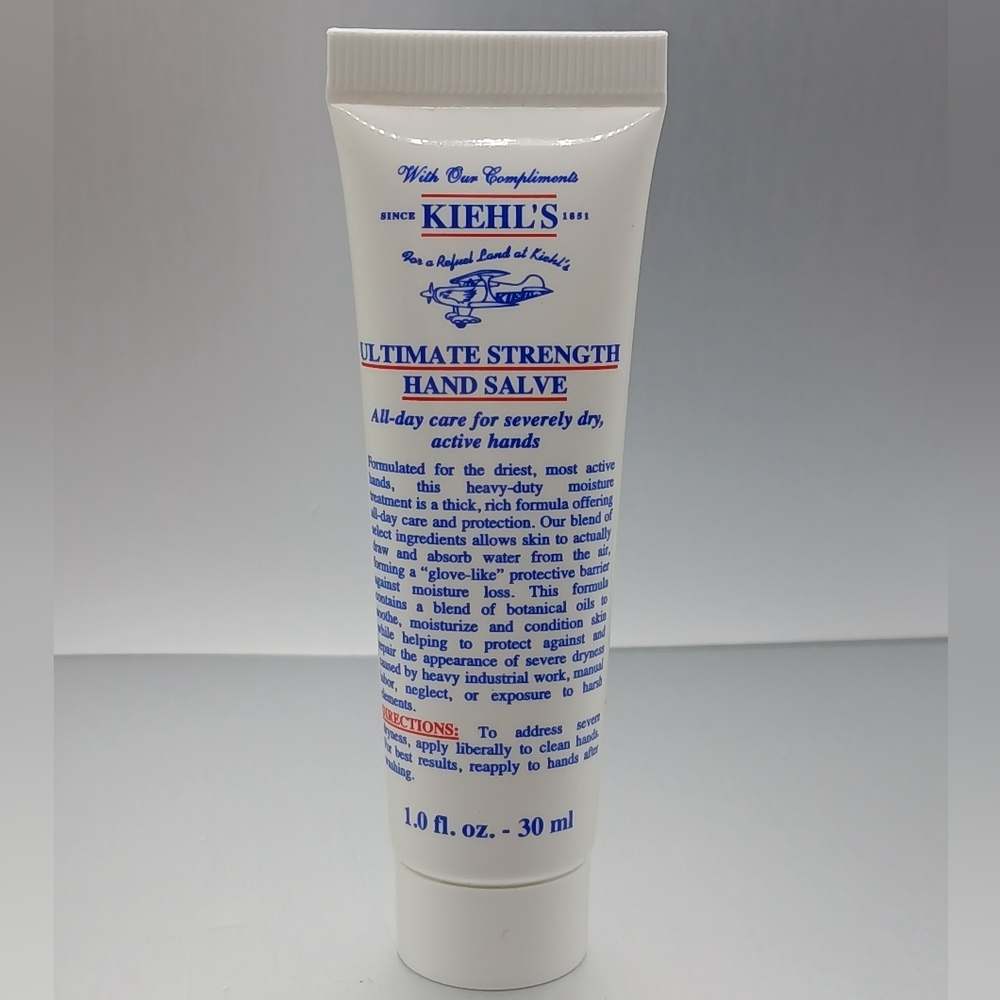 With Our Compliments
SINCE KIEHL'S 1851
For a Refuel Land at Kiehl's
KIEHL'S
ULTIMATE STRENGTH
HAND SALVE
All-day care for severely dry,
active hands
Formulated for the driest, most active
hands, this heavy-duty moisture
treatment is a thick, rich formula offering
all-day care and protection. Our blend of
select ingredients allows skin to actually
draw and absorb water from the air,
forming a “glove-like” protective barrier
against moisture loss. This formula
contains a blend of botanical oils to
soothe, moisturize and condition skin
while helping to protect against and
repair the appearance of severe dryness
caused by heavy industrial work, manual
labor, neglect, or exposure to harsh
elements.
DIRECTIONS: To address severe
dryness, apply liberally to clean hands.
For best results, reapply to hands after
washing.
1.0 fl. oz. - 30 ml